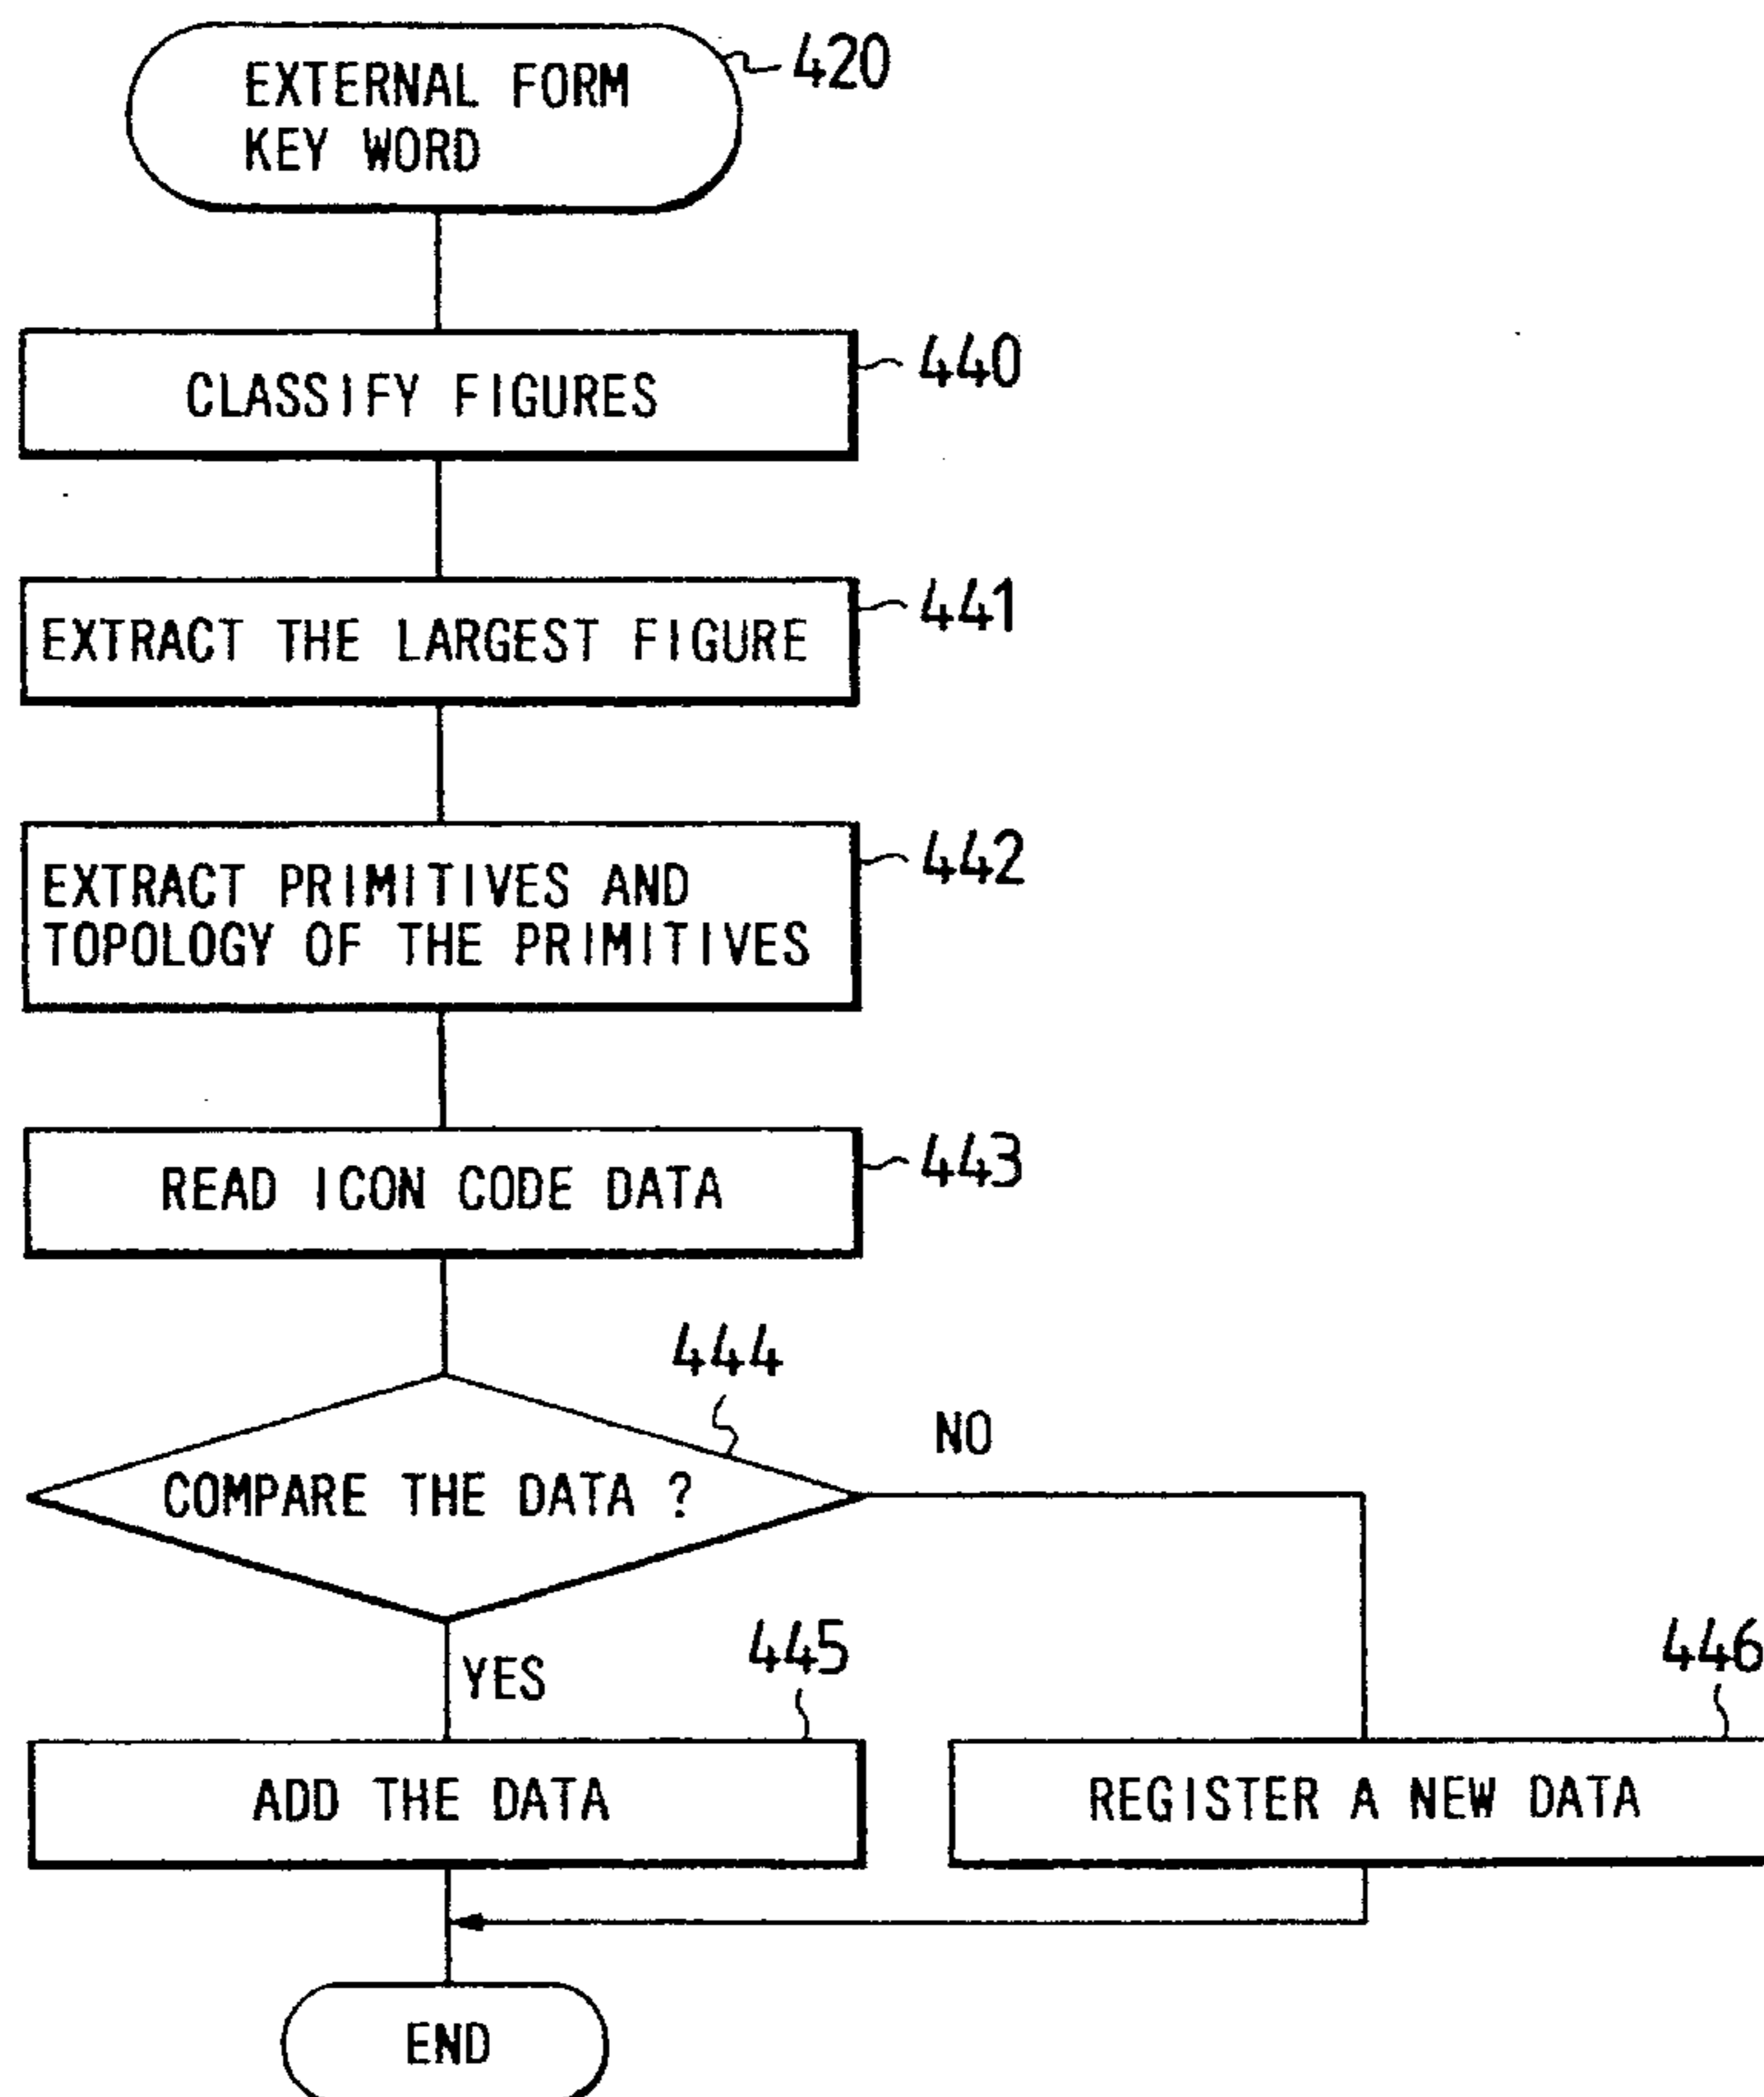 EXTERNAL FORM
KEY WORD
420
CLASSIFY FIGURES
440
EXTRACT THE LARGEST FIGURE
441
EXTRACT PRIMITIVES AND
TOPOLOGY OF THE PRIMITIVES
442
READ ICON CODE DATA
443
444
COMPARE THE DATA ?
NO
YES
445
446
ADD THE DATA
REGISTER A NEW DATA
END